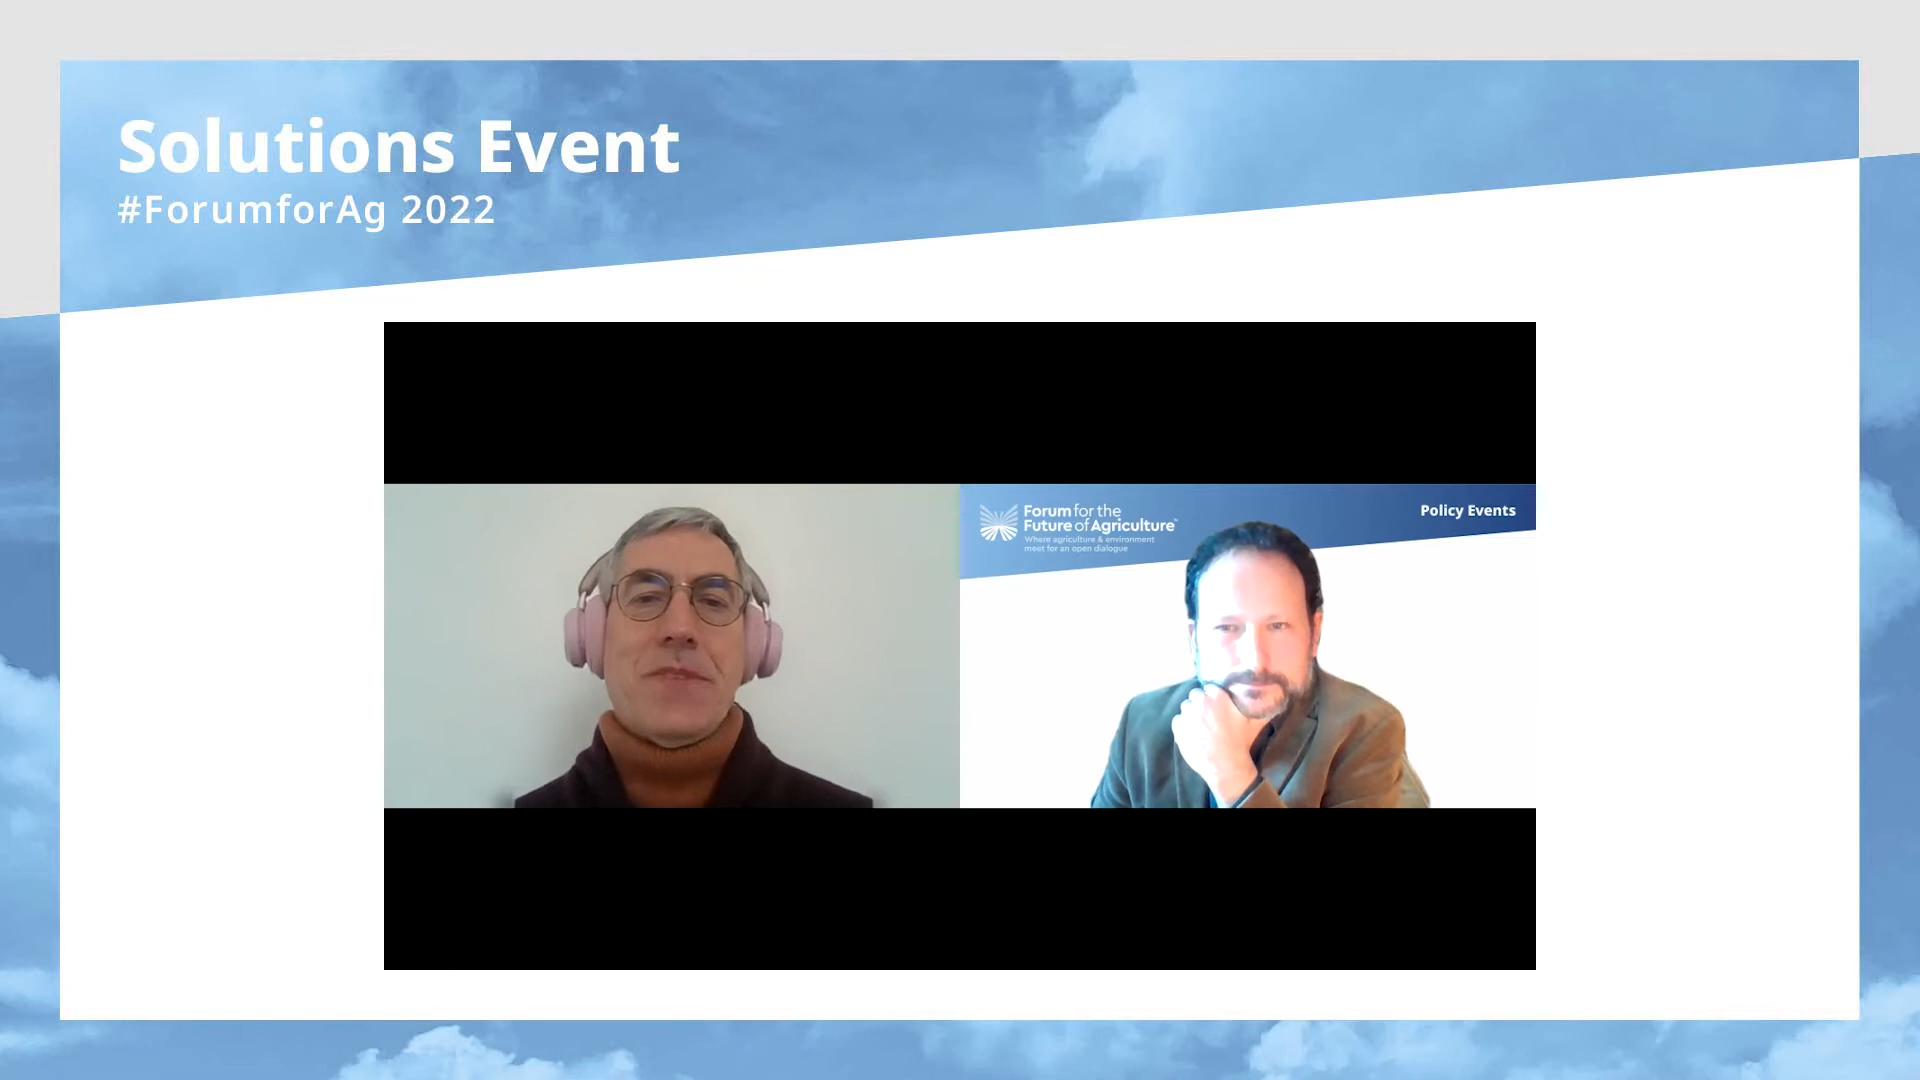 Solutions Event
#ForumforAg 2022
Forum for the
Future of Agriculture™
Where agriculture & environment
meet for an open dialogue
Policy Events